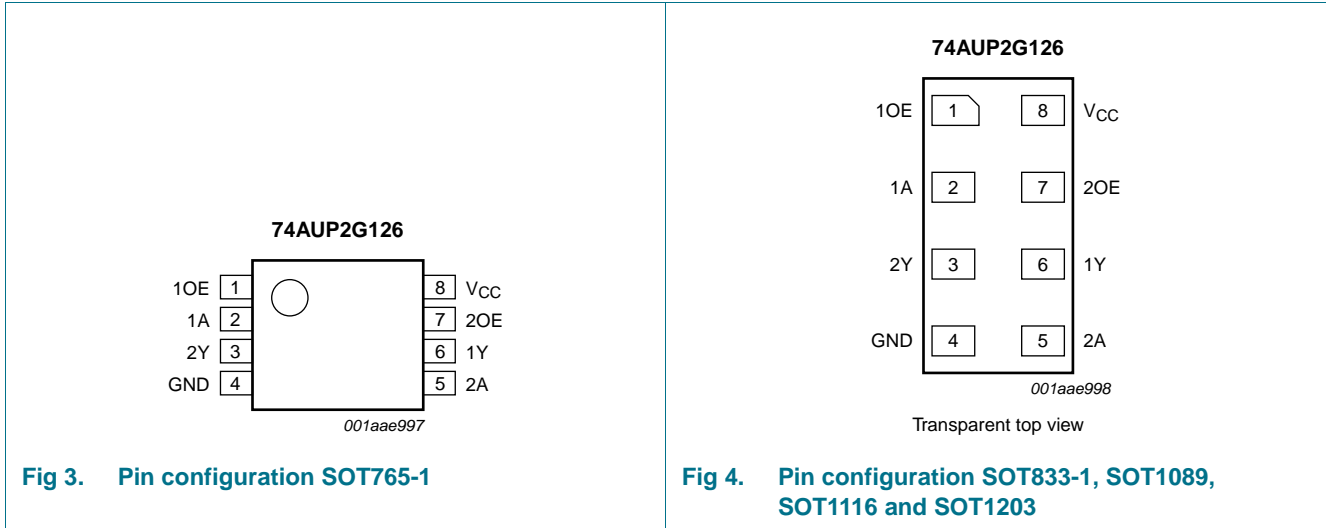 74AUP2G126
1OE 1 8 VCC
1A 2 7 2OE
2Y 3 6 1Y
GND 4 5 2A
001aae997
Fig 3. Pin configuration SOT765-1
74AUP2G126
1OE 1 8 VCC
1A 2 7 2OE
2Y 3 6 1Y
GND 4 5 2A
001aae998
Transparent top view
Fig 4. Pin configuration SOT833-1, SOT1089,
SOT1116 and SOT1203